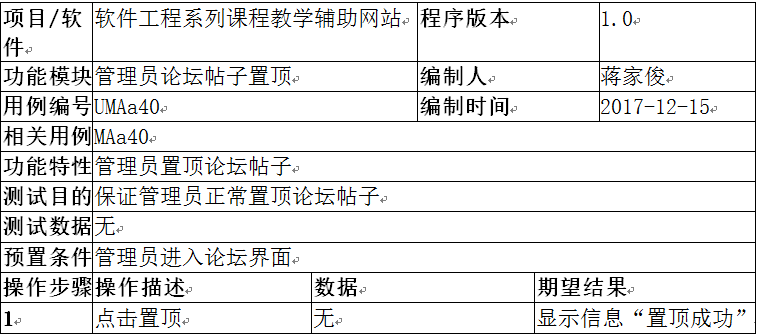 项目/软件 软件工程系列课程教学辅助网站 程序版本 1.0
功能模块 管理员论坛帖子置顶 编制人 蒋家俊
用例编号 UMAa40 编制时间 2017-12-15
相关用例 MAa40
功能特性 管理员置顶论坛帖子
测试目的 保证管理员正常置顶论坛帖子
测试数据 无
预置条件 管理员进入论坛界面
操作步骤 操作描述 数据 期望结果
1 点击置顶 无 显示信息“置顶成功”